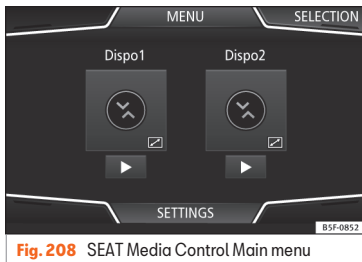 MENU SELECTION
Dispo1 Dispo2
SETTINGS
B5F-0852
Fig. 208 SEAT Media Control Main menu